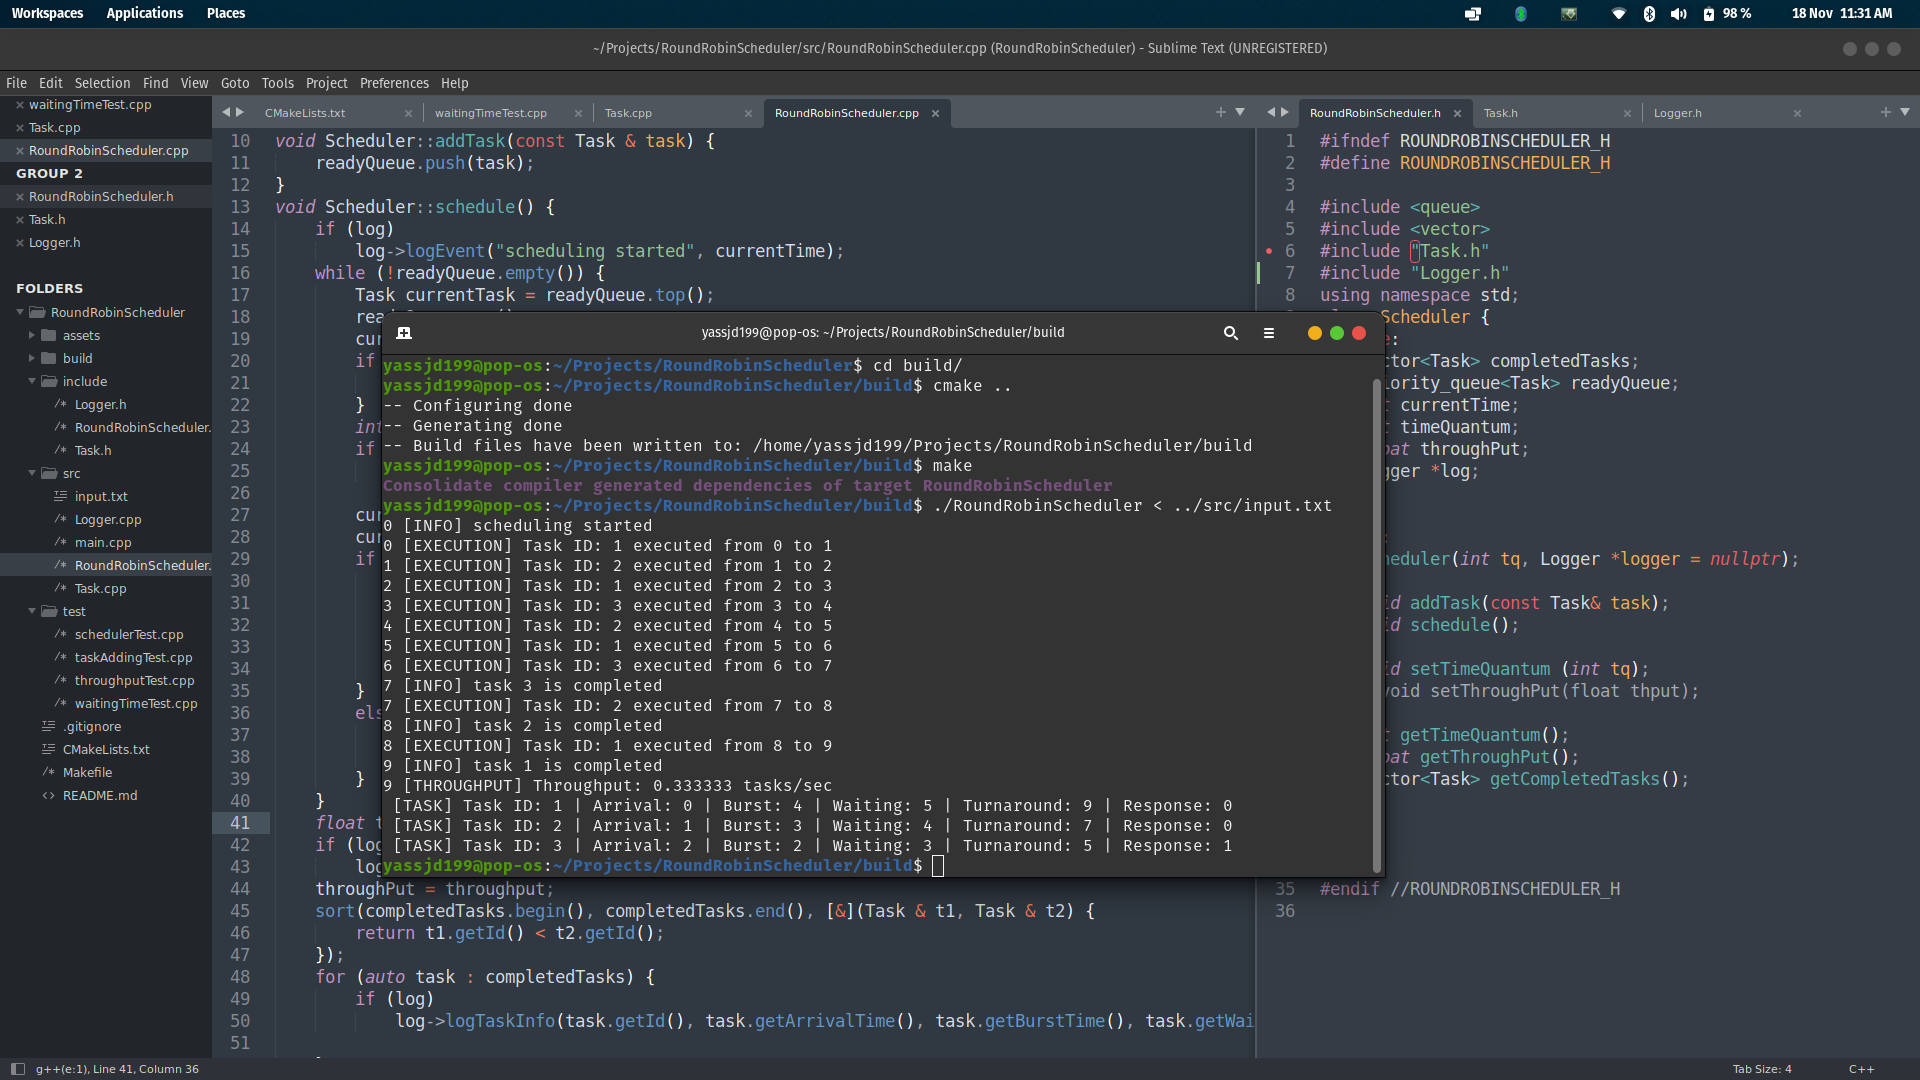 Workspaces Applications Places
98 % 18 Nov 11:31 AM
~/Projects/RoundRobinScheduler/src/RoundRobinScheduler.cpp (RoundRobinScheduler) - Sublime Text (UNREGISTERED)
File Edit Selection Find View Goto Tools Project Preferences Help
waitingTimeTest.cpp
Task.cpp
RoundRobinScheduler.cpp
GROUP 2
RoundRobinScheduler.h
Task.h
Logger.h
FOLDERS
RoundRobinScheduler
assets
build
include
/* Logger.h
/* RoundRobinScheduler.
/* Task.h
src
input.txt
/* Logger.cpp
/* main.cpp
/* RoundRobinScheduler.
/* Task.cpp
test
/* schedulerTest.cpp
/* taskAddingTest.cpp
/* throughputTest.cpp
/* waitingTimeTest.cpp
.gitignore
CMakeLists.txt
/* Makefile
<> README.md
CMakeLists.txt waitingTimeTest.cpp Task.cpp RoundRobinScheduler.cpp
10 void Scheduler::addTask(const Task & task) {
11 readyQueue.push(task);
12 }
13 void Scheduler::schedule() {
14 if (log)
15 log->logEvent("scheduling started", currentTime);
16 while (!readyQueue.empty()) {
17 Task currentTask = readyQueue.top();
18
19 cur
20 if
21
22 }
23 int
24 if
25
26
27 cur
28 cur
29 if
30
31
32
33
34
35 }
36 els
37
38
39 }
40 }
41 float t
42 if (log
43 log
44 throughPut = throughput;
45 sort(completedTasks.begin(), completedTasks.end(), [&](Task & t1, Task & t2) {
46 return t1.getId() < t2.getId();
47 });
48 for (auto task : completedTasks) {
49 if (log)
50 log->logTaskInfo(task.getId(), task.getArrivalTime(), task.getBurstTime(), task.getWai
51
yassjd199@pop-os: ~/Projects/RoundRobinScheduler/build
yassjd199@pop-os:~/Projects/RoundRobinScheduler$ cd build/
yassjd199@pop-os:~/Projects/RoundRobinScheduler/build$ cmake ..
-- Configuring done
-- Generating done
-- Build files have been written to: /home/yassjd199/Projects/RoundRobinScheduler/build
yassjd199@pop-os:~/Projects/RoundRobinScheduler/build$ make
Consolidate compiler generated dependencies of target RoundRobinScheduler
yassjd199@pop-os:~/Projects/RoundRobinScheduler/build$ ./RoundRobinScheduler < ../src/input.txt
0 [INFO] scheduling started
0 [EXECUTION] Task ID: 1 executed from 0 to 1
1 [EXECUTION] Task ID: 2 executed from 1 to 2
2 [EXECUTION] Task ID: 1 executed from 2 to 3
3 [EXECUTION] Task ID: 3 executed from 3 to 4
4 [EXECUTION] Task ID: 2 executed from 4 to 5
5 [EXECUTION] Task ID: 1 executed from 5 to 6
6 [EXECUTION] Task ID: 3 executed from 6 to 7
7 [INFO] task 3 is completed
7 [EXECUTION] Task ID: 2 executed from 7 to 8
8 [INFO] task 2 is completed
8 [EXECUTION] Task ID: 1 executed from 8 to 9
9 [INFO] task 1 is completed
9 [THROUGHPUT] Throughput: 0.333333 tasks/sec
[TASK] Task ID: 1 | Arrival: 0 | Burst: 4 | Waiting: 5 | Turnaround: 9 | Response: 0
[TASK] Task ID: 2 | Arrival: 1 | Burst: 3 | Waiting: 4 | Turnaround: 7 | Response: 0
[TASK] Task ID: 3 | Arrival: 2 | Burst: 2 | Waiting: 3 | Turnaround: 5 | Response: 1
yassjd199@pop-os:~/Projects/RoundRobinScheduler/build$
RoundRobinScheduler.h Task.h Logger.h
1 #ifndef ROUNDROBINSCHEDULER_H
2 #define ROUNDROBINSCHEDULER_H
3
4 #include <queue>
5 #include <vector>
6 #include "Task.h"
7 #include "Logger.h"
8 using namespace std;
Scheduler {
e:
ctor<Task> completedTasks;
iority_queue<Task> readyQueue;
t currentTime;
t timeQuantum;
oat throughPut;
gger *log;
:
heduler(int tq, Logger *logger = nullptr);
id addTask(const Task& task);
id schedule();
id setTimeQuantum (int tq);
void setThroughPut(float thput);
t getTimeQuantum();
oat getThroughPut();
ctor<Task> getCompletedTasks();
35 #endif //ROUNDROBINSCHEDULER_H
36
g++(e:1), Line 41, Column 36
Tab Size: 4 C++